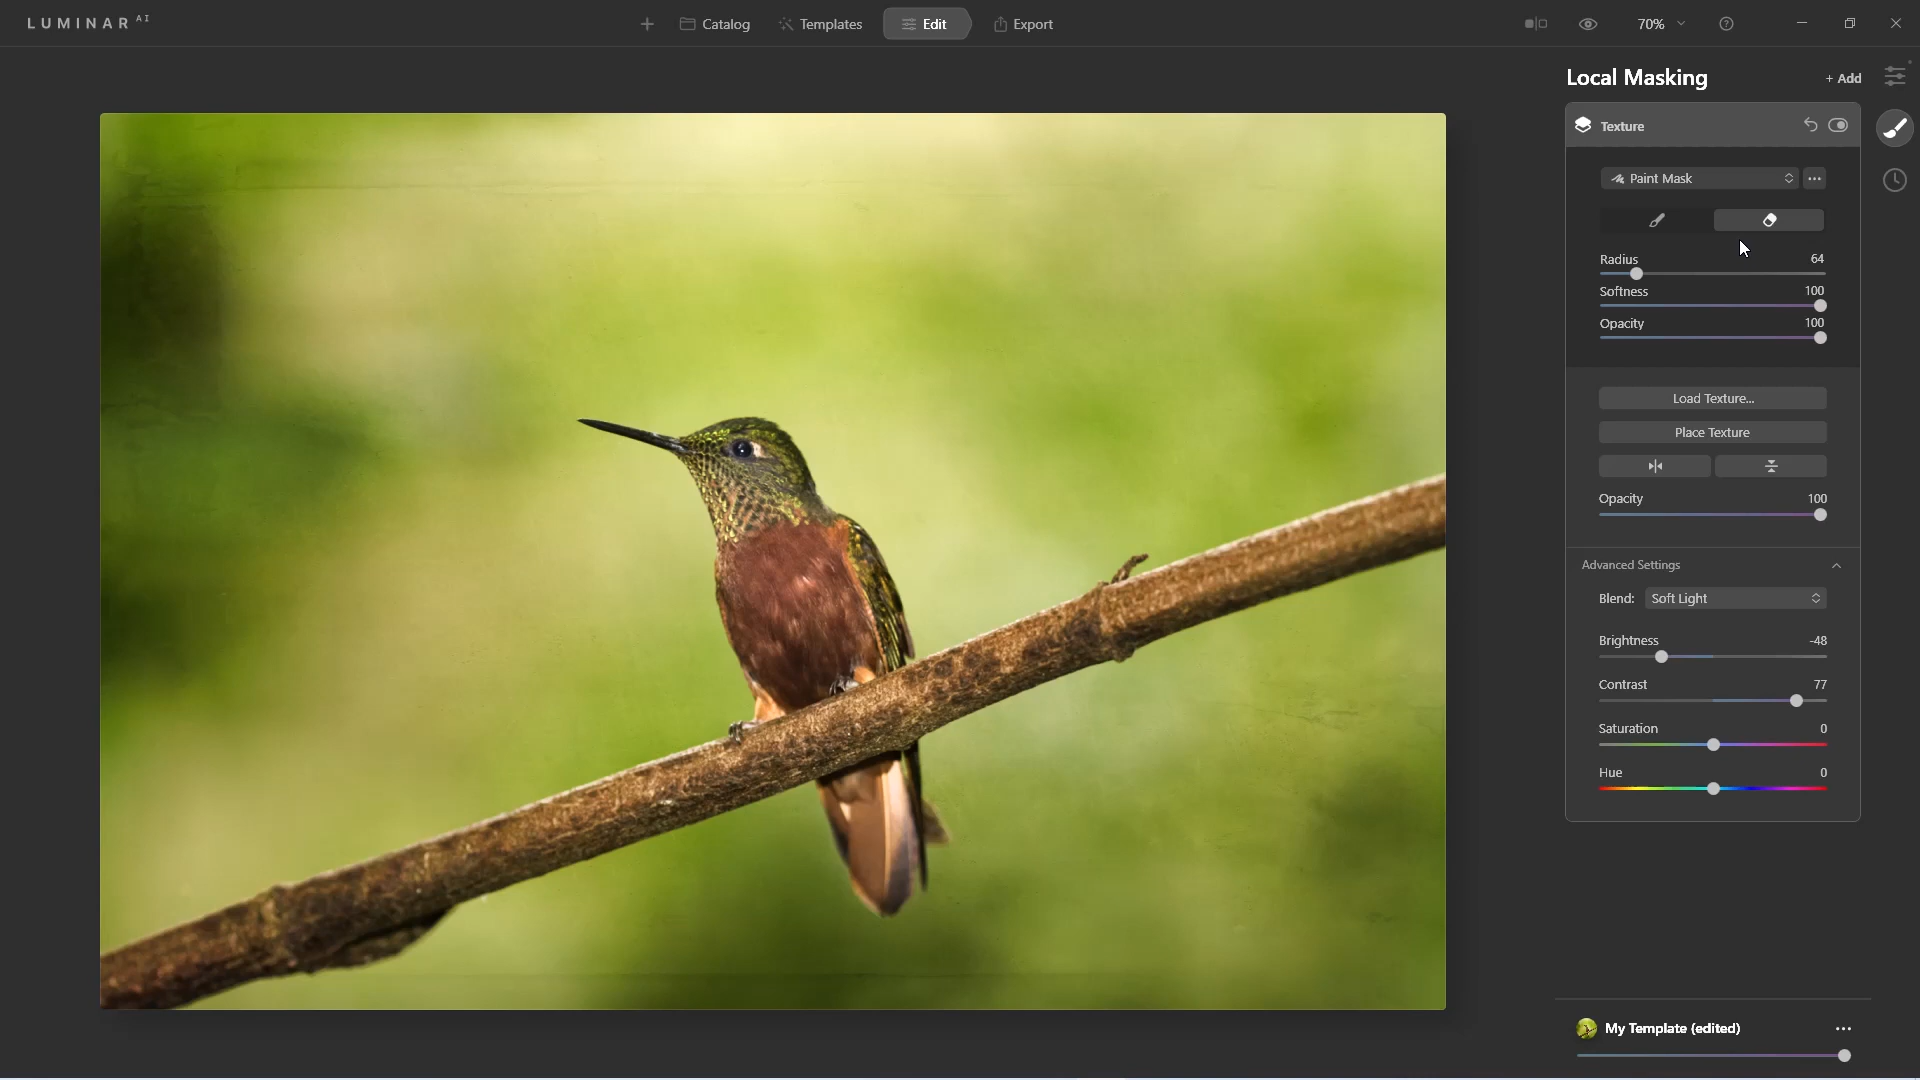 LUMINAR AI
Catalog
Templates
Edit
Export
70%
Local Masking
+ Add
Texture
Paint Mask
Radius 64
Softness 100
Opacity 100
Load Texture...
Place Texture
Opacity 100
Advanced Settings
Blend: Soft Light
Brightness -48
Contrast 77
Saturation 0
Hue 0
My Template (edited)